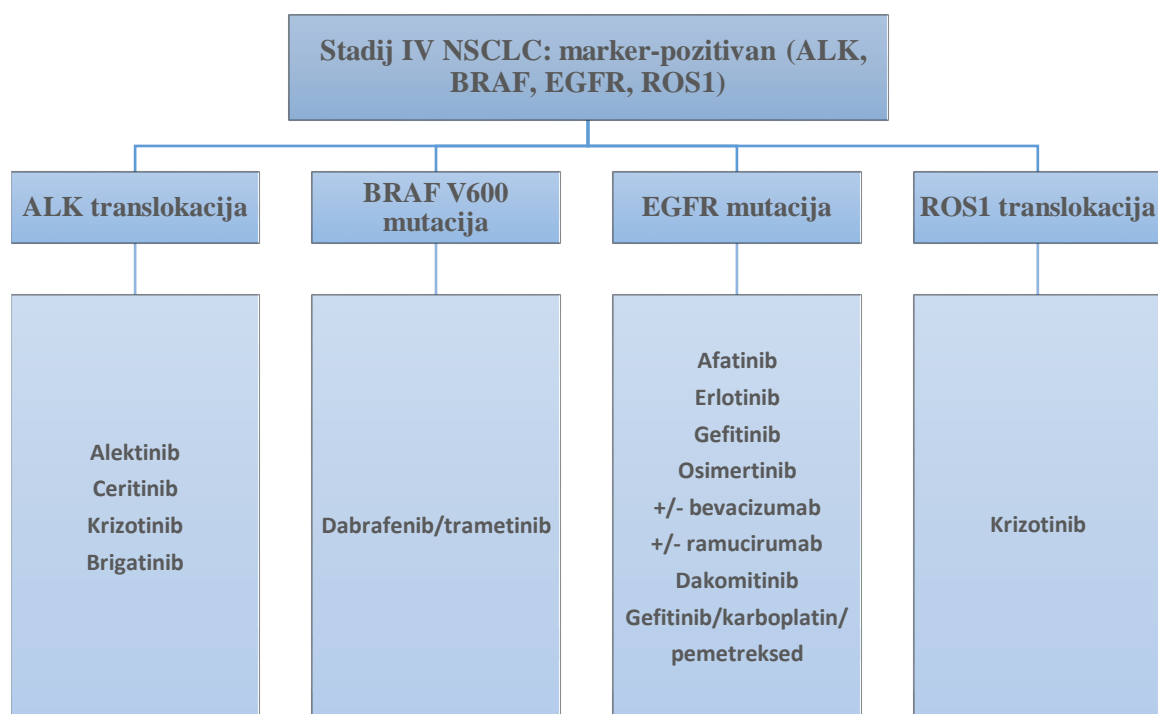 Stadij IV NSCLC: marker-pozitivan (ALK,
BRAF, EGFR, ROS1)
ALK translokacija
BRAF V600
mutacija
EGFR mutacija
ROS1 translokacija
Alektinib
Ceritinib
Krizotinib
Brigatinib
Dabrafenib/trametinib
Afatinib
Erlotinib
Gefitinib
Osimertinib
+/- bevacizumab
+/- ramucirumab
Dakomitinib
Gefitinib/karboplatin/
pemetreksed
Krizotinib